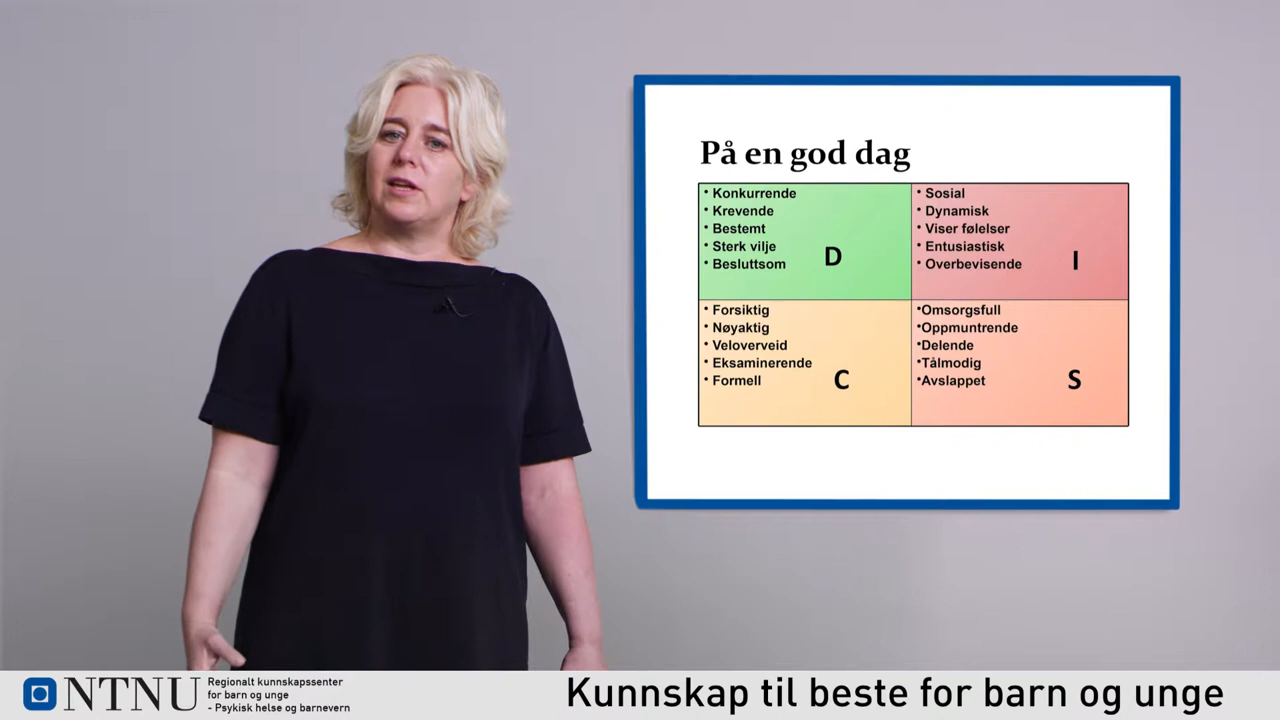 På en god dag
• Konkurrende
• Krevende
• Bestemt
• Sterk vilje
• Besluttsom
D
• Sosial
• Dynamisk
• Viser følelser
• Entusiastisk
• Overbevisende
I
• Forsiktig
• Nøyaktig
• Veloverveid
• Eksaminerende
• Formell
C
•Omsorgsfull
•Oppmuntrende
•Delende
•Tålmodig
•Avslappet
S
NTNU
Regionalt kunnskapssenter
for barn og unge
- Psykisk helse og barnevern
Kunnskap til beste for barn og unge